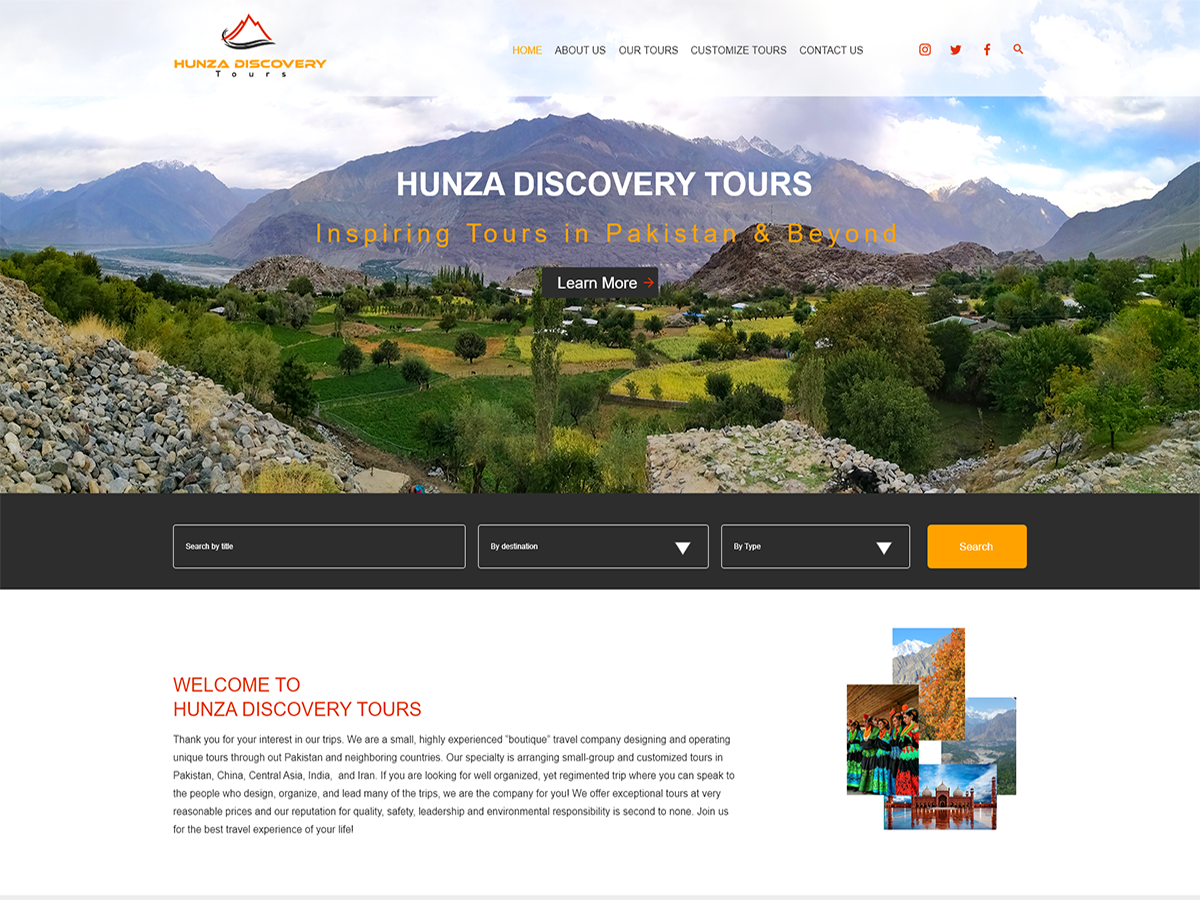 HUNZA DISCOVERY
Tours
HOME ABOUT US OUR TOURS CUSTOMIZE TOURS CONTACT US
HUNZA DISCOVERY TOURS
Inspiring Tours in Pakistan & Beyond
Learn More
Search by title By destination By Type Search
WELCOME TO
HUNZA DISCOVERY TOURS
Thank you for your interest in our trips. We are a small, highly experienced "boutique" travel company designing and operating
unique tours through out Pakistan and neighboring countries. Our specialty is arranging small-group and customized tours in
Pakistan, China, Central Asia, India, and Iran. If you are looking for well organized, yet regimented trip where you can speak to
the people who design, organize, and lead many of the trips, we are the company for you! We offer exceptional tours at very
reasonable prices and our reputation for quality, safety, leadership and environmental responsibility is second to none. Join us
for the best travel experience of your life!